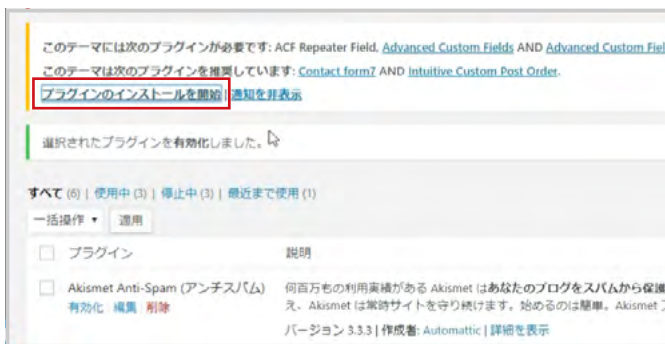 このテーマには次のプラグインが必要です: ACF Repeater Field, Advanced Custom Fields AND Advanced Custom Fiel
このテーマは次のプラグインを推奨しています: Contact form7 AND Intuitive Custom Post Order.
プラグインのインストールを開始 | 通知を非表示
選択されたプラグインを有効化しました。
すべて (6) | 使用中 (3) | 停止中 (3) | 最近まで使用 (1)
一括操作 ▼ 適用
プラグイン 説明
Akismet Anti-Spam (アンチスパム) 何百万もの利用実績がある Akismet はあなたのブログをスパムから保護
有効化 | 編集 | 削除 え、Akismet は常時サイトを守り続けます。始めるのは簡単。Akismet
バージョン 3.3.3 | 作成者: Automattic | 詳細を表示